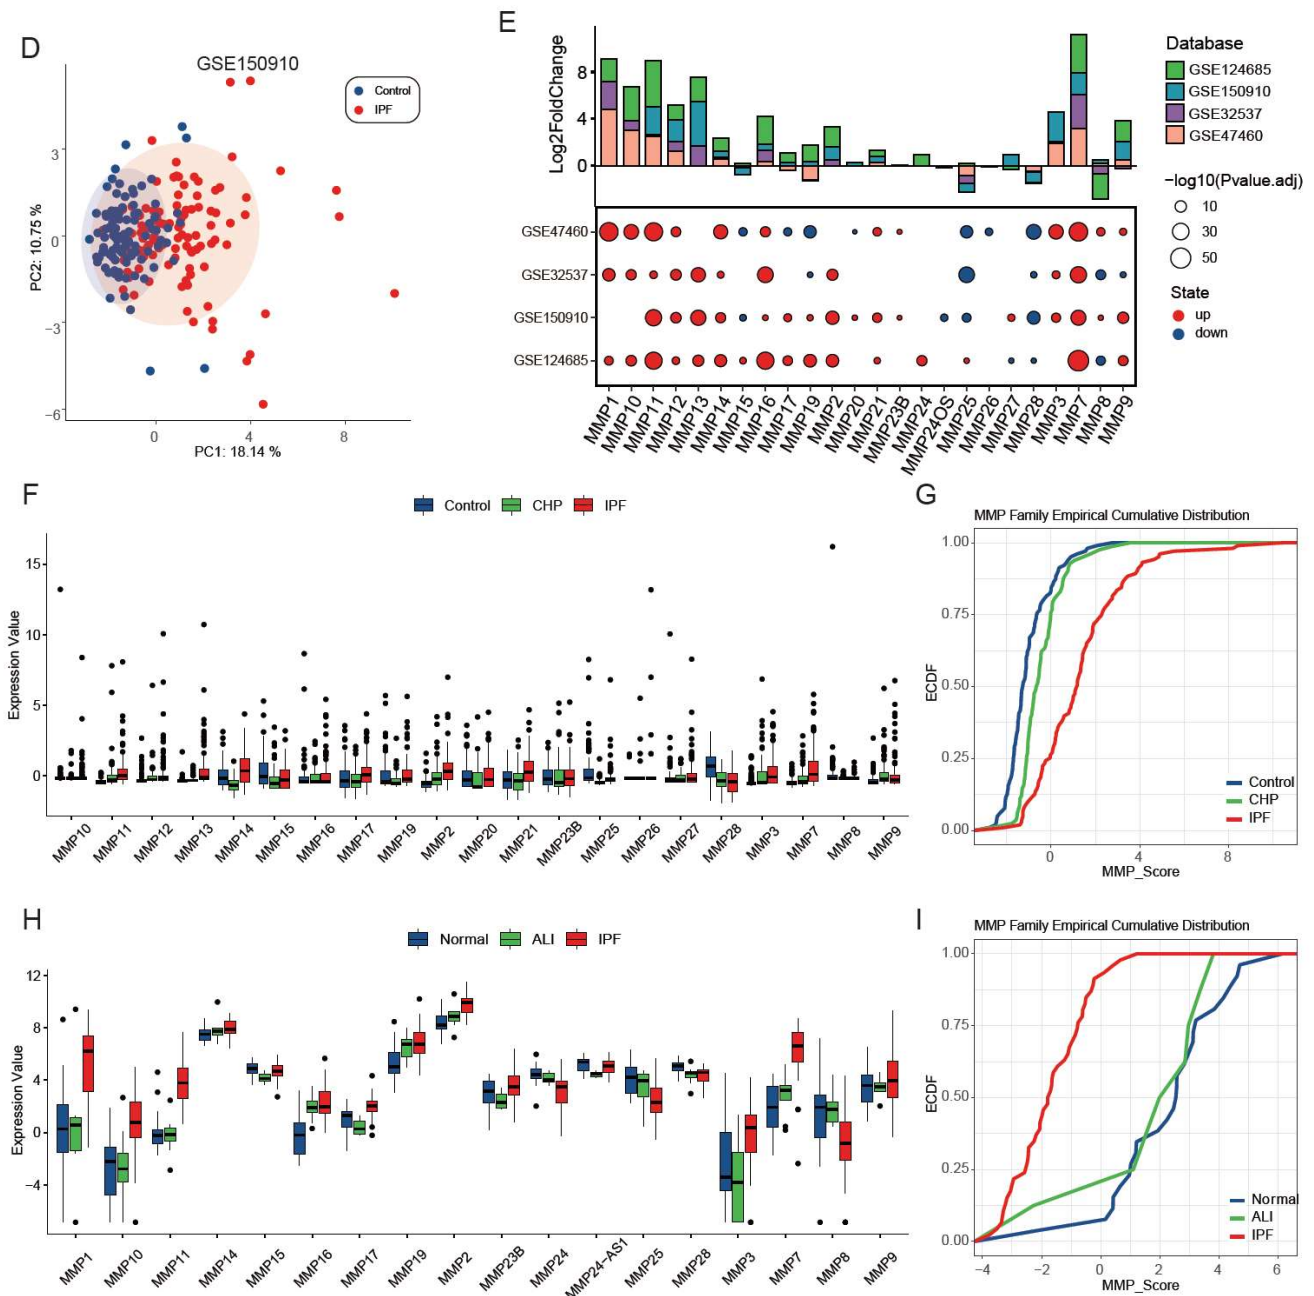 D
GSE150910
Control
IPF
3
0
−3
−6
PC2: 10.75 %
0
4
8
PC1: 18.14 %
E
Log2FoldChange
8
4
0
Database
GSE124685
GSE150910
GSE32537
GSE47460
−log10(Pvalue.adj)
10
30
50
State
up
down
GSE47460
GSE32537
GSE150910
GSE124685
MMP1
MMP10
MMP11
MMP12
MMP13
MMP14
MMP15
MMP16
MMP17
MMP19
MMP2
MMP20
MMP21
MMP23B
MMP24
MMP24OS
MMP25
MMP26
MMP27
MMP28
MMP3
MMP7
MMP8
MMP9
F
Control
CHP
IPF
Expression Value
15
10
5
0
MMP10
MMP11
MMP12
MMP13
MMP14
MMP15
MMP16
MMP17
MMP19
MMP2
MMP20
MMP21
MMP23B
MMP25
MMP26
MMP27
MMP28
MMP3
MMP7
MMP8
MMP9
G
MMP Family Empirical Cumulative Distribution
ECDF
1.00
0.75
0.50
0.25
0.00
Control
CHP
IPF
0
4
8
MMP_Score
H
Normal
ALI
IPF
Expression Value
12
8
4
0
−4
MMP1
MMP10
MMP11
MMP14
MMP15
MMP16
MMP17
MMP19
MMP2
MMP23B
MMP24
MMP24−AS1
MMP25
MMP28
MMP3
MMP7
MMP8
MMP9
I
MMP Family Empirical Cumulative Distribution
ECDF
1.00
0.75
0.50
0.25
0.00
Normal
ALI
IPF
−4
−2
0
2
4
6
MMP_Score